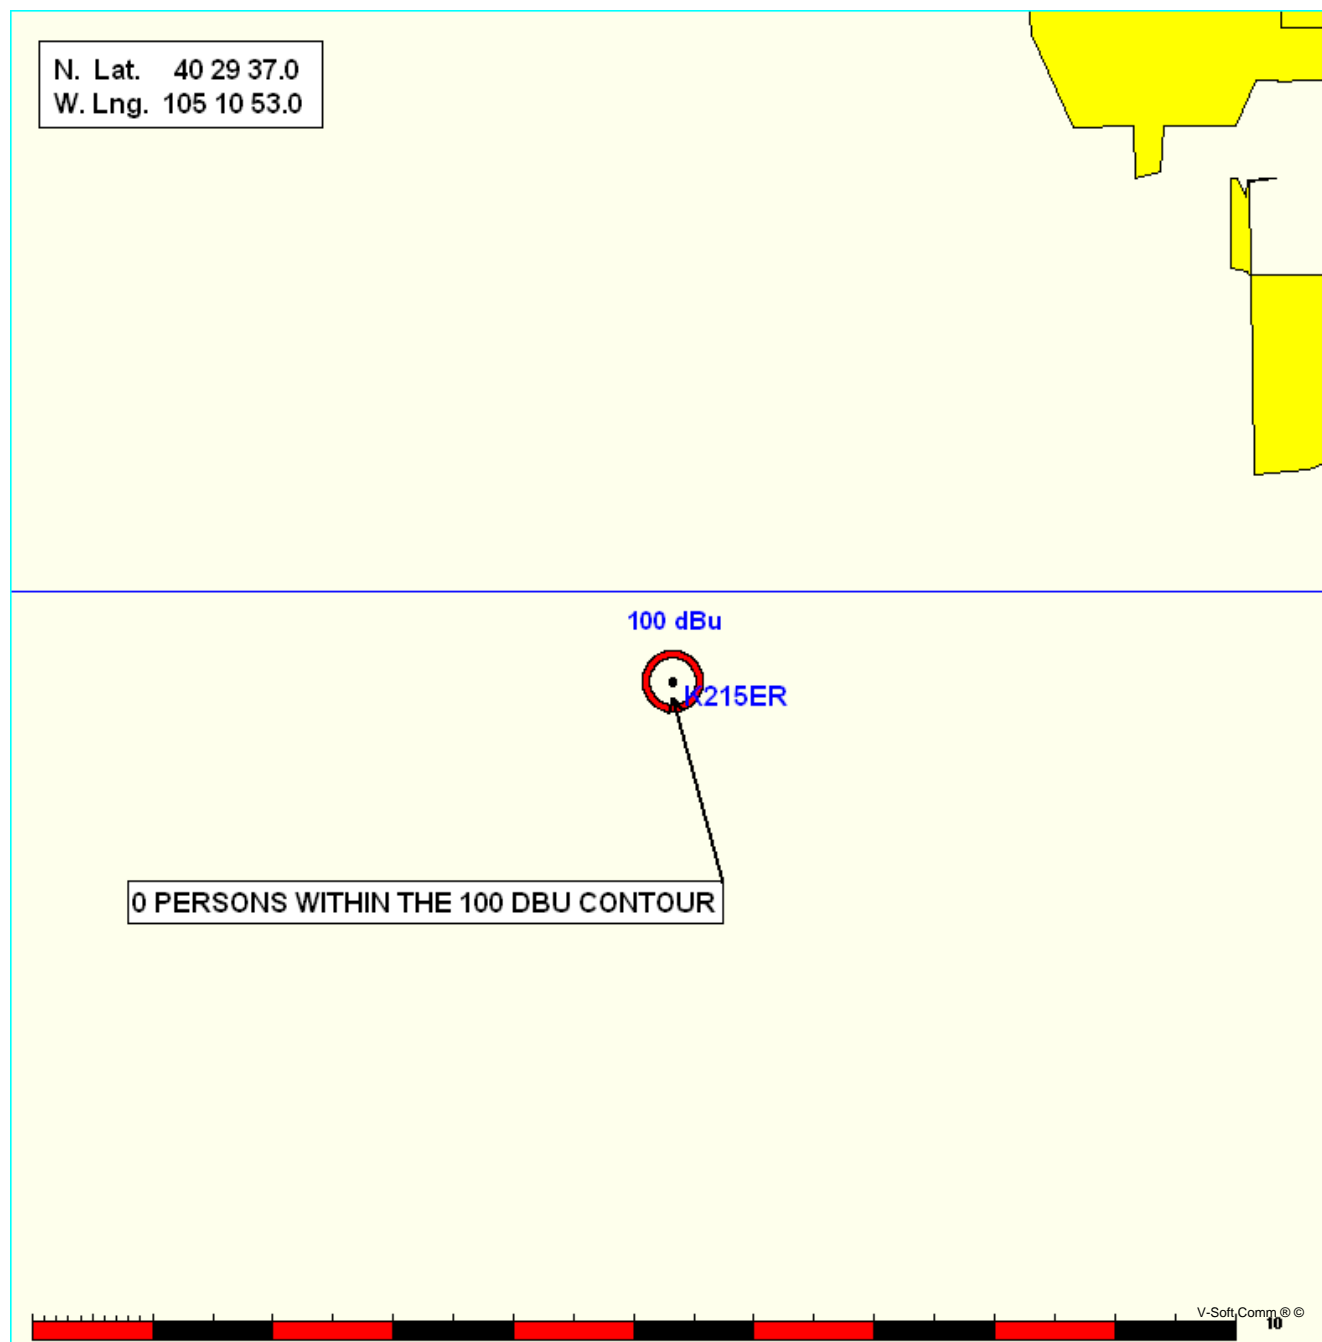 N. Lat. 40 29 37.0
W. Lng. 105 10 53.0
100 dBu
K215ER
0 PERSONS WITHIN THE 100 DBU CONTOUR
V-Soft Comm ® ©
10